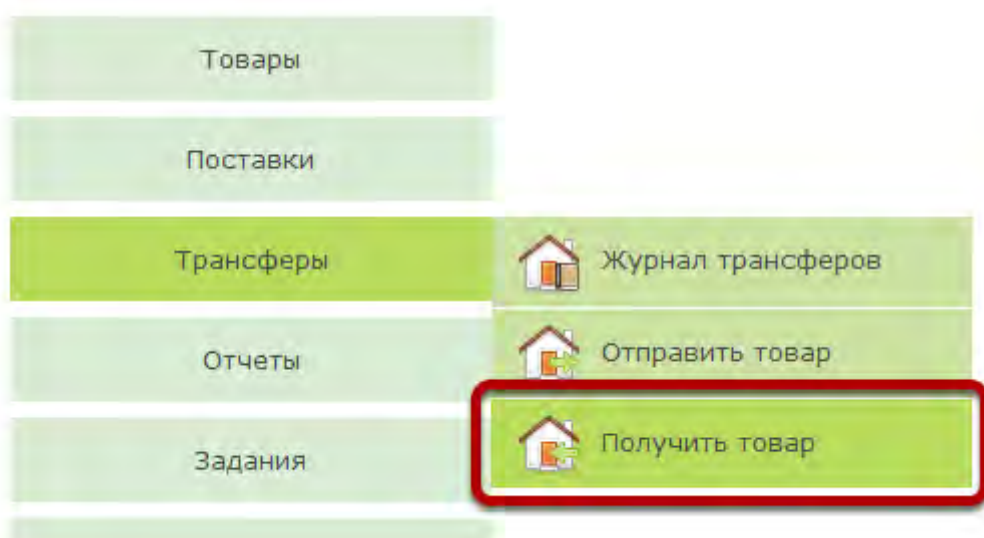 Товары
Поставки
Трансферы
Журнал трансферов
Отправить товар
Получить товар
Отчеты
Задания